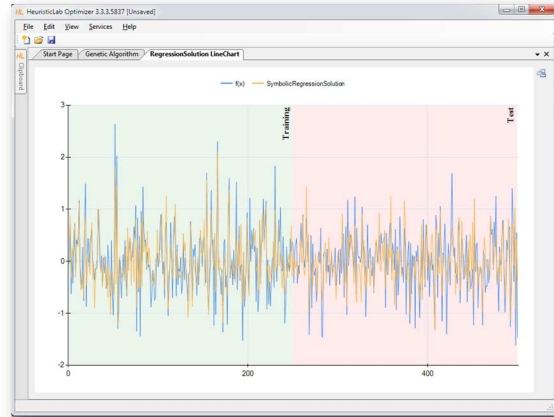 HeuristicLab Optimizer 3.3.3.5837 [Unsaved]
File Edit View Services Help
Start Page Genetic Algorithm RegressionSolution LineChart
Clipboard
f(x) SymbolicRegressionSolution
Training
Test
3
2
1
0
-1
-2
0
200
400